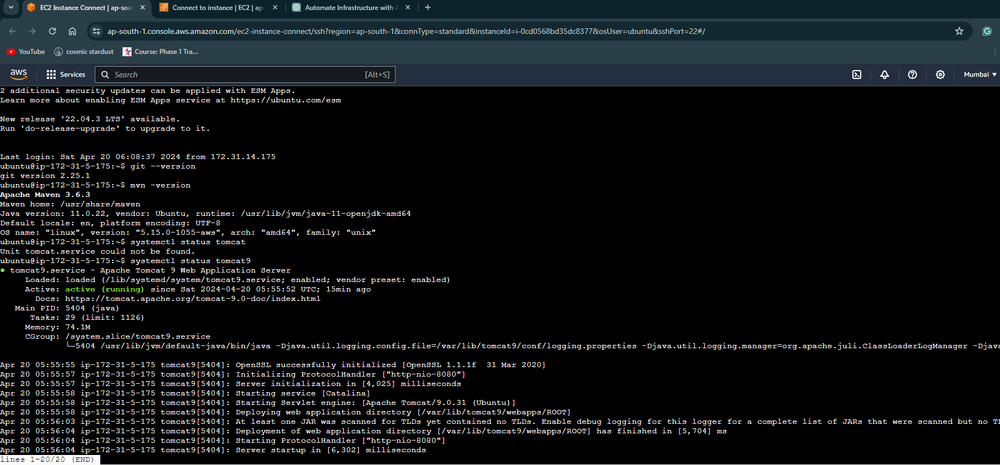 EC2 Instance Connect | ap-sou
Connect to instance | EC2 | ap-
Automate Infrastructure with
ap-south-1.console.aws.amazon.com/ec2-instance-connect/ssh?region=ap-south-1&connType=standard&instanceId=i-0cd0568bd35dc8377&osUser=ubuntu&sshPort=22#/
YouTube cosmic stardust Course: Phase 1 Tra...
aws Services Search [Alt+S] Mumbai
2 additional security updates can be applied with ESM Apps.
Learn more about enabling ESM Apps service at https://ubuntu.com/esm
New release '22.04.3 LTS' available.
Run 'do-release-upgrade' to upgrade to it.
Last login: Sat Apr 20 06:08:37 2024 from 172.31.14.175
ubuntu@ip-172-31-5-175:~$ git --version
git version 2.25.1
ubuntu@ip-172-31-5-175:~$ mvn -version
Apache Maven 3.6.3
Maven home: /usr/share/maven
Java version: 11.0.22, vendor: Ubuntu, runtime: /usr/lib/jvm/java-11-openjdk-amd64
Default locale: en, platform encoding: UTF-8
OS name: "linux", version: "5.15.0-1055-aws", arch: "amd64", family: "unix"
ubuntu@ip-172-31-5-175:~$ systemctl status tomcat
Unit tomcat.service could not be found.
ubuntu@ip-172-31-5-175:~$ systemctl status tomcat9
● tomcat9.service - Apache Tomcat 9 Web Application Server
Loaded: loaded (/lib/systemd/system/tomcat9.service; enabled; vendor preset: enabled)
Active: active (running) since Sat 2024-04-20 05:55:52 UTC; 15min ago
Docs: https://tomcat.apache.org/tomcat-9.0-doc/index.html
Main PID: 5404 (java)
Tasks: 29 (limit: 1126)
Memory: 74.1M
CGroup: /system.slice/tomcat9.service
└─5404 /usr/lib/jvm/default-java/bin/java -Djava.util.logging.config.file=/var/lib/tomcat9/conf/logging.properties -Djava.util.logging.manager=org.apache.juli.ClassLoaderLogManager -Djava
Apr 20 05:55:55 ip-172-31-5-175 tomcat9[5404]: OpenSSL successfully initialized [OpenSSL 1.1.1f  31 Mar 2020]
Apr 20 05:55:57 ip-172-31-5-175 tomcat9[5404]: Initializing ProtocolHandler ["http-nio-8080"]
Apr 20 05:55:57 ip-172-31-5-175 tomcat9[5404]: Server initialization in [4,025] milliseconds
Apr 20 05:55:58 ip-172-31-5-175 tomcat9[5404]: Starting service [Catalina]
Apr 20 05:55:58 ip-172-31-5-175 tomcat9[5404]: Starting Servlet engine: [Apache Tomcat/9.0.31 (Ubuntu)]
Apr 20 05:55:58 ip-172-31-5-175 tomcat9[5404]: Deploying web application directory [/var/lib/tomcat9/webapps/ROOT]
Apr 20 05:56:03 ip-172-31-5-175 tomcat9[5404]: At least one JAR was scanned for TLDs yet contained no TLDs. Enable debug logging for this logger for a complete list of JARs that were scanned but no
Apr 20 05:56:04 ip-172-31-5-175 tomcat9[5404]: Deployment of web application directory [/var/lib/tomcat9/webapps/ROOT] has finished in [5,704] ms
Apr 20 05:56:04 ip-172-31-5-175 tomcat9[5404]: Starting ProtocolHandler ["http-nio-8080"]
Apr 20 05:56:04 ip-172-31-5-175 tomcat9[5404]: Server startup in [6,302] milliseconds
lines 1-20/20 (END)